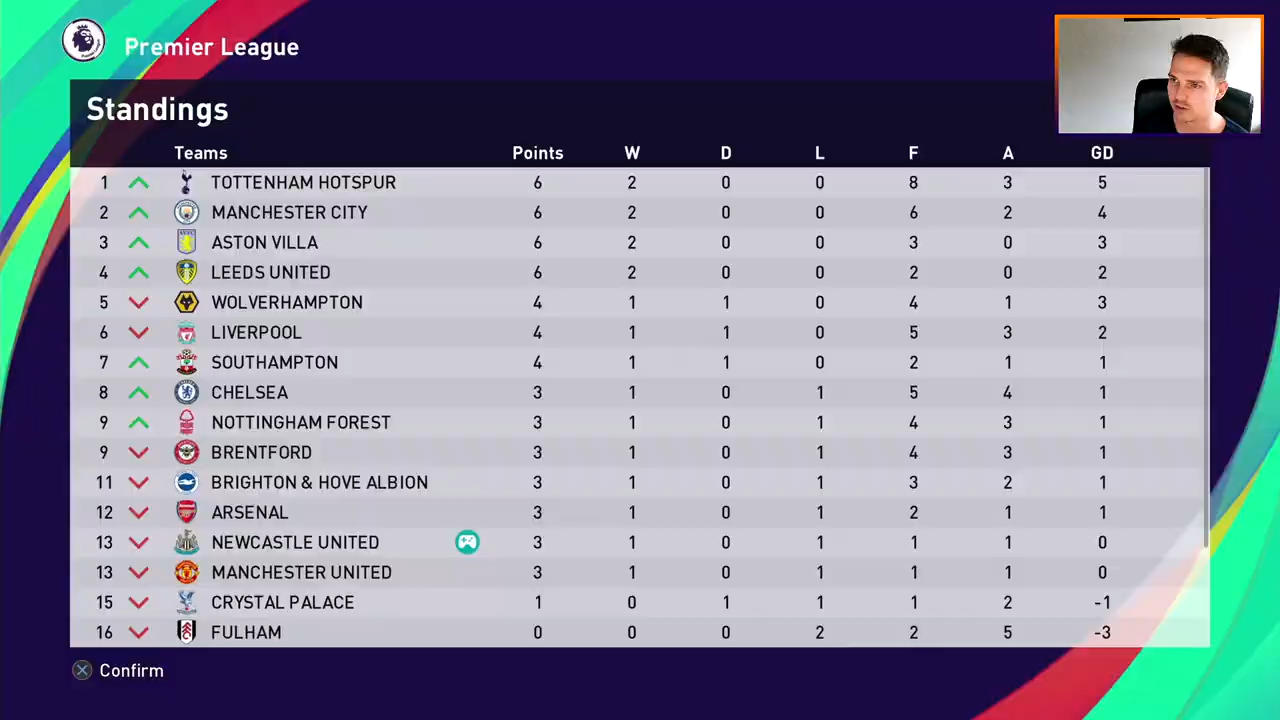 Premier League
Standings
Teams Points W D L F A GD
1 TOTTENHAM HOTSPUR 6 2 0 0 8 3 5
2 MANCHESTER CITY 6 2 0 0 6 2 4
3 ASTON VILLA 6 2 0 0 3 0 3
4 LEEDS UNITED 6 2 0 0 2 0 2
5 WOLVERHAMPTON 4 1 1 0 4 1 3
6 LIVERPOOL 4 1 1 0 5 3 2
7 SOUTHAMPTON 4 1 1 0 2 1 1
8 CHELSEA 3 1 0 1 5 4 1
9 NOTTINGHAM FOREST 3 1 0 1 4 3 1
9 BRENTFORD 3 1 0 1 4 3 1
11 BRIGHTON & HOVE ALBION 3 1 0 1 3 2 1
12 ARSENAL 3 1 0 1 2 1 1
13 NEWCASTLE UNITED 3 1 0 1 1 1 0
13 MANCHESTER UNITED 3 1 0 1 1 1 0
15 CRYSTAL PALACE 1 0 1 1 1 2 -1
16 FULHAM 0 0 0 2 2 5 -3
Confirm